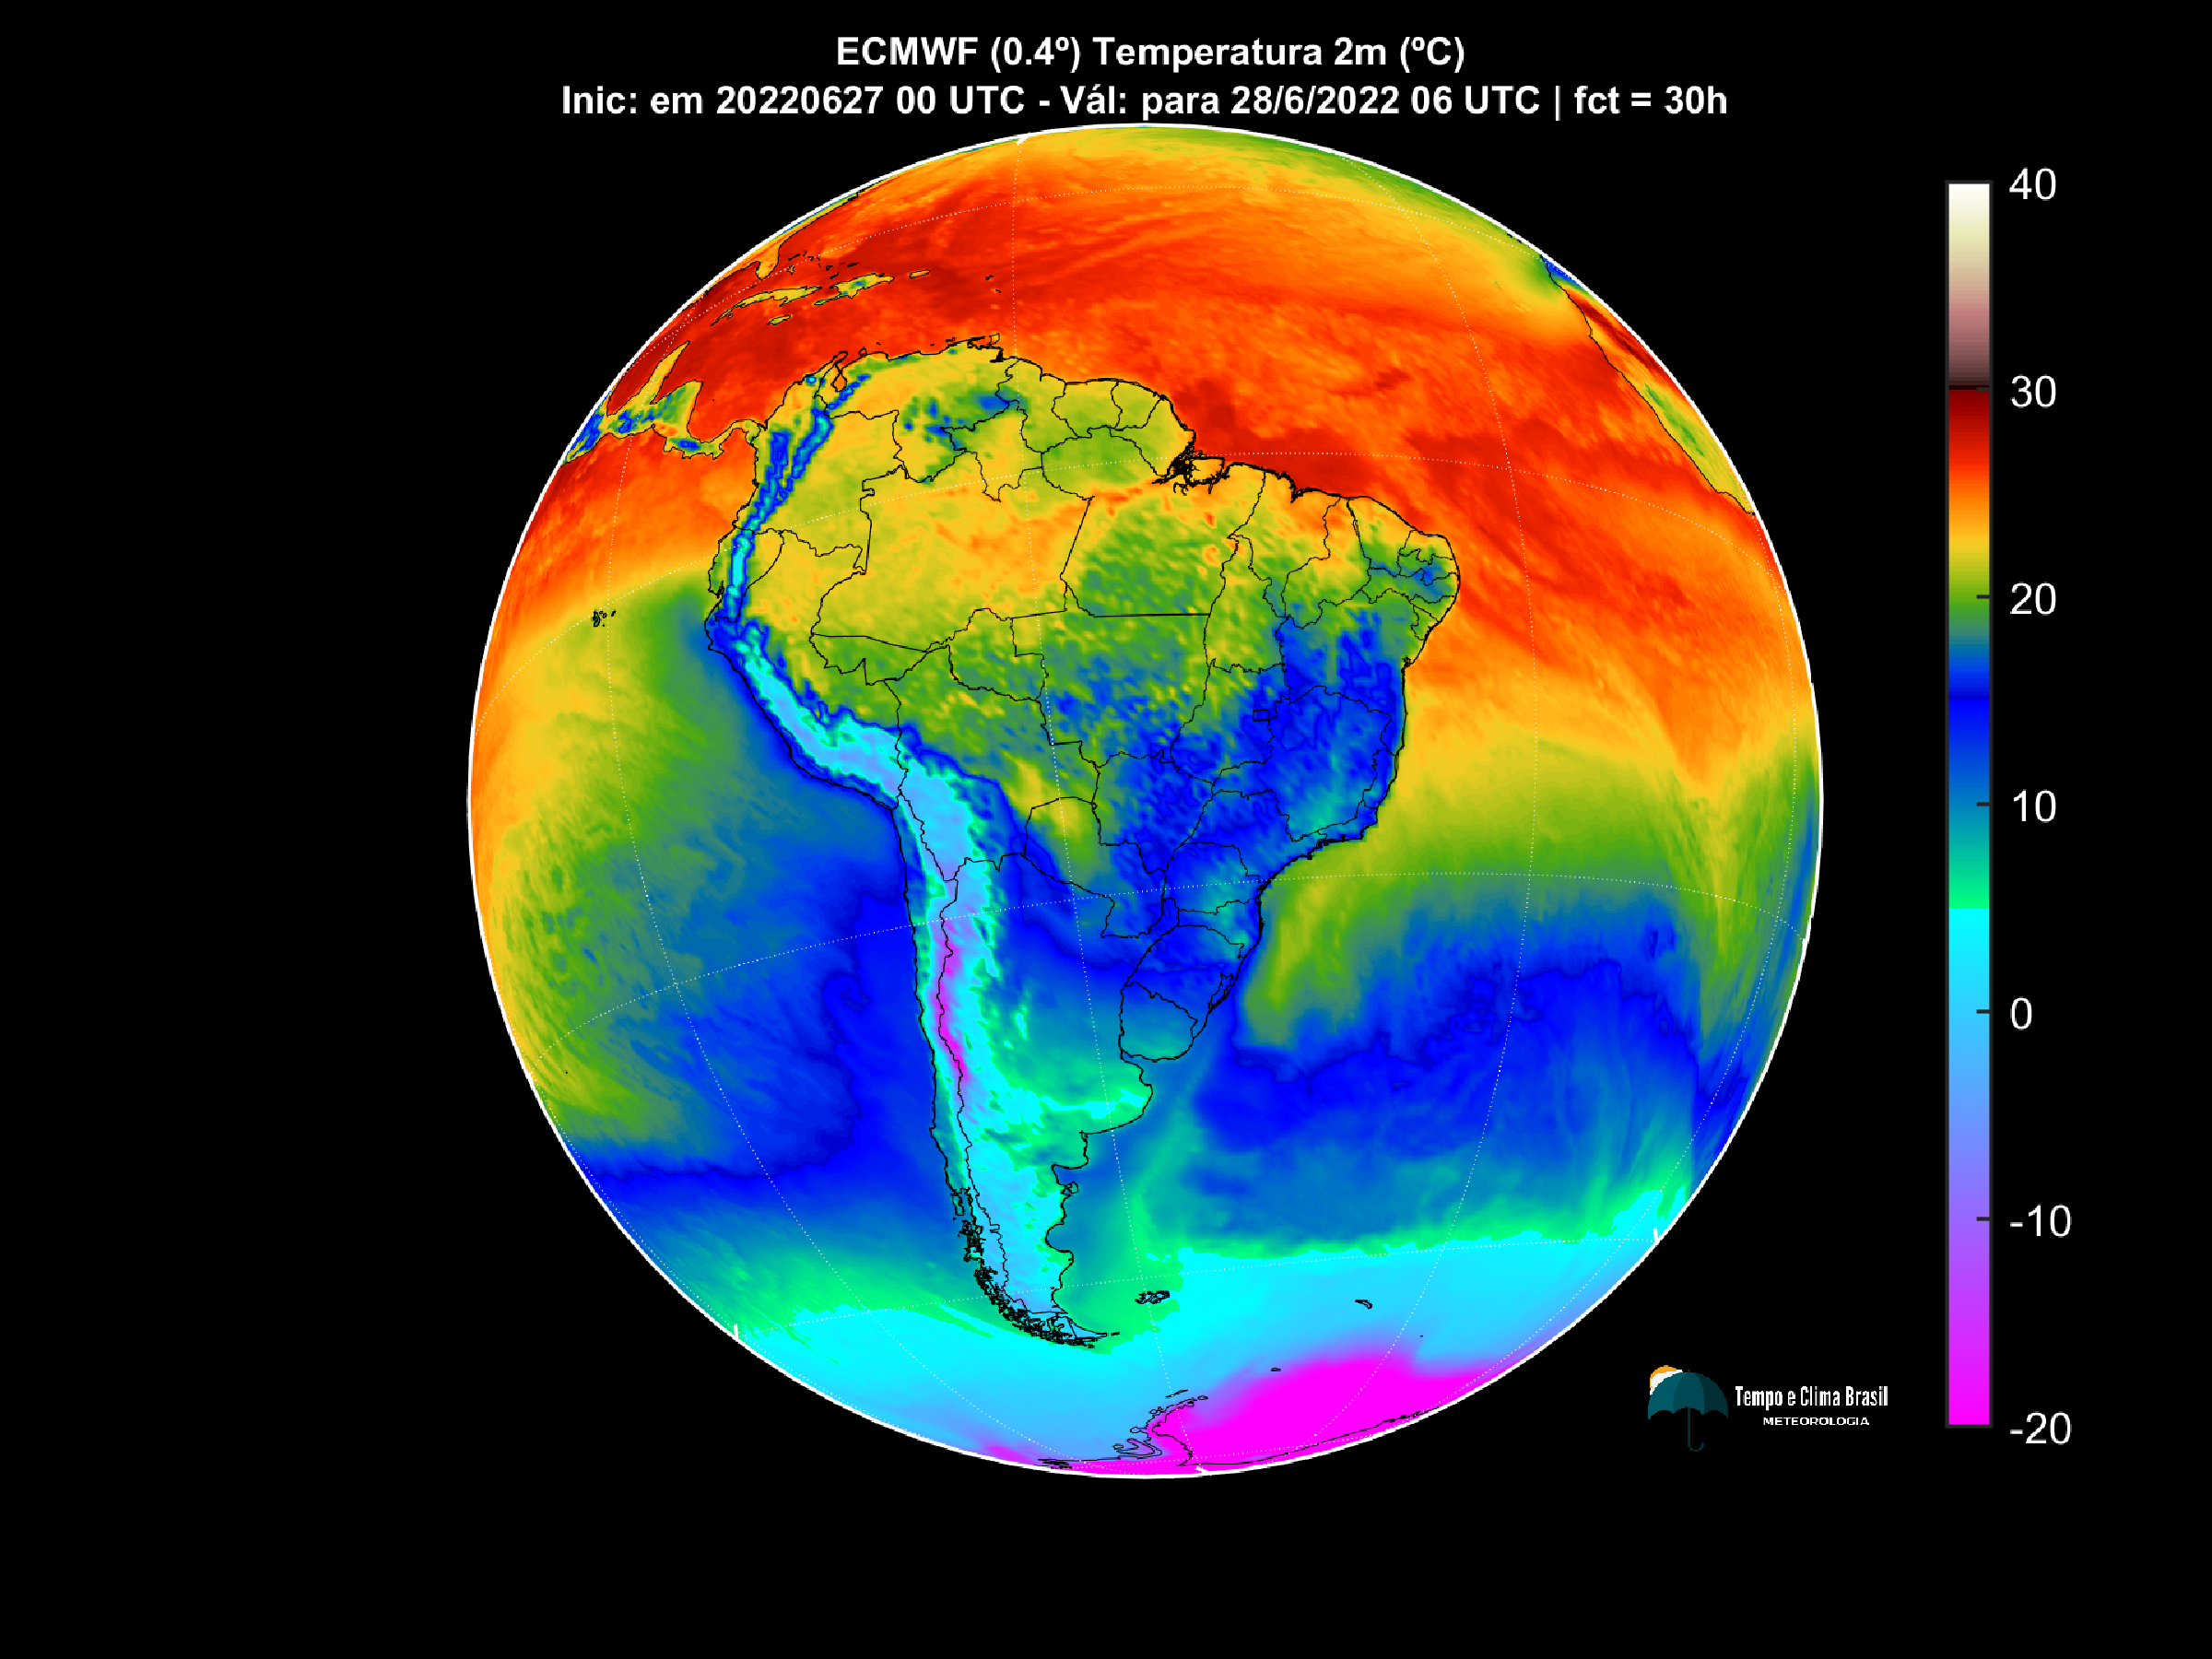 ECMWF (0.4º) Temperatura 2m (ºC)
Inic: em 20220627 00 UTC - Vál: para 28/6/2022 06 UTC | fct = 30h
40
30
20
10
0
-10
-20
Tempo e Clima Brasil
METEOROLOGIA